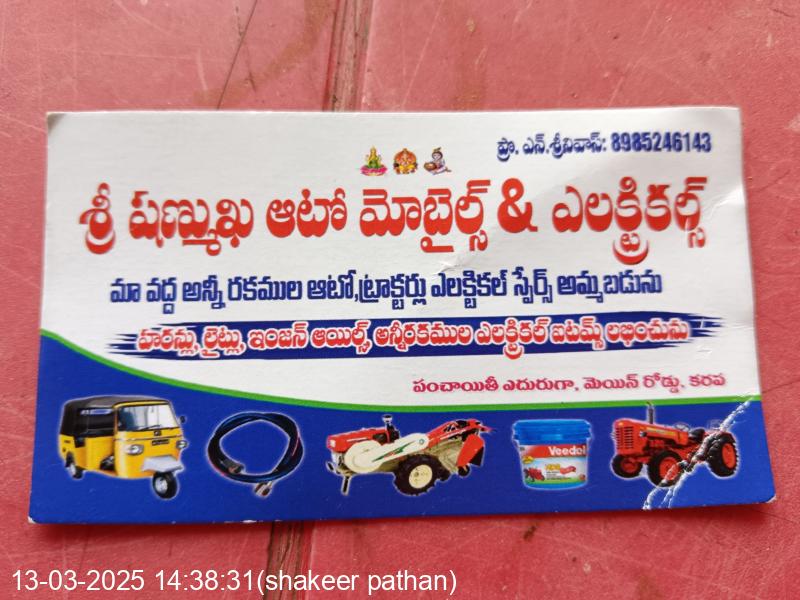 ప్రొ. ఎన్.శ్రీనివాస్: 8985246143
శ్రీ షణ్ముఖ ఆటో మోబైల్స్ & ఎలక్ట్రికల్స్
మా వద్ద అన్నీ రకముల ఆటో,ట్రాక్టర్లు ఎలక్టికల్ స్పేర్స్ అమ్మబడును
హరన్లు, లైట్లు, ఇంజన్ ఆయిల్స్, అన్నీరకముల ఎలక్ట్రికల్ ఐటమ్స్ లభించును
పంచాయితీ ఎదురుగా, మెయిన్ రోడ్డు, కరప
Veedol
13-03-2025 14:38:31(shakeer pathan)